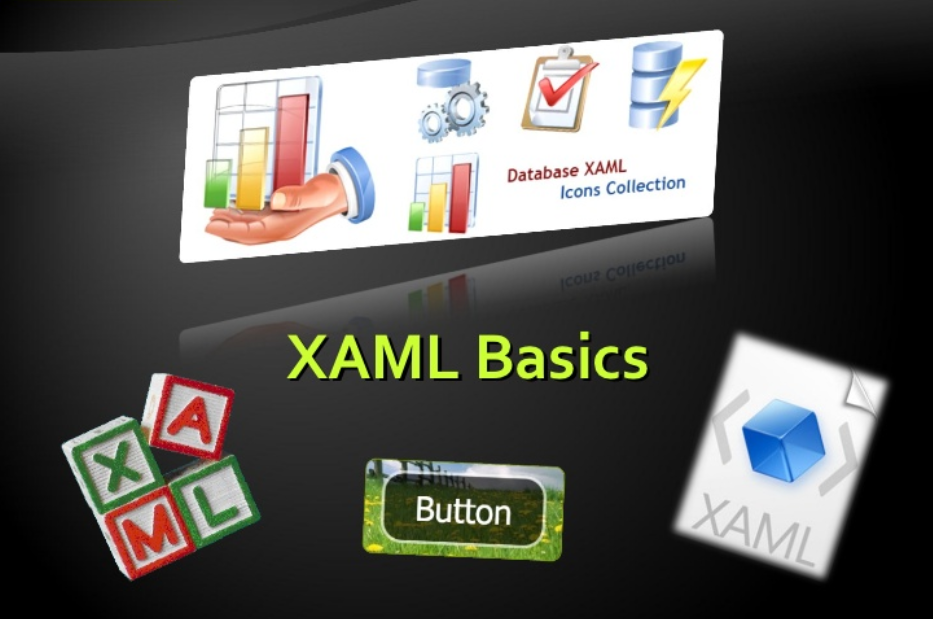 Database XAML
Icons Collection
XAML Basics
A
X
M
L
Button
XAML